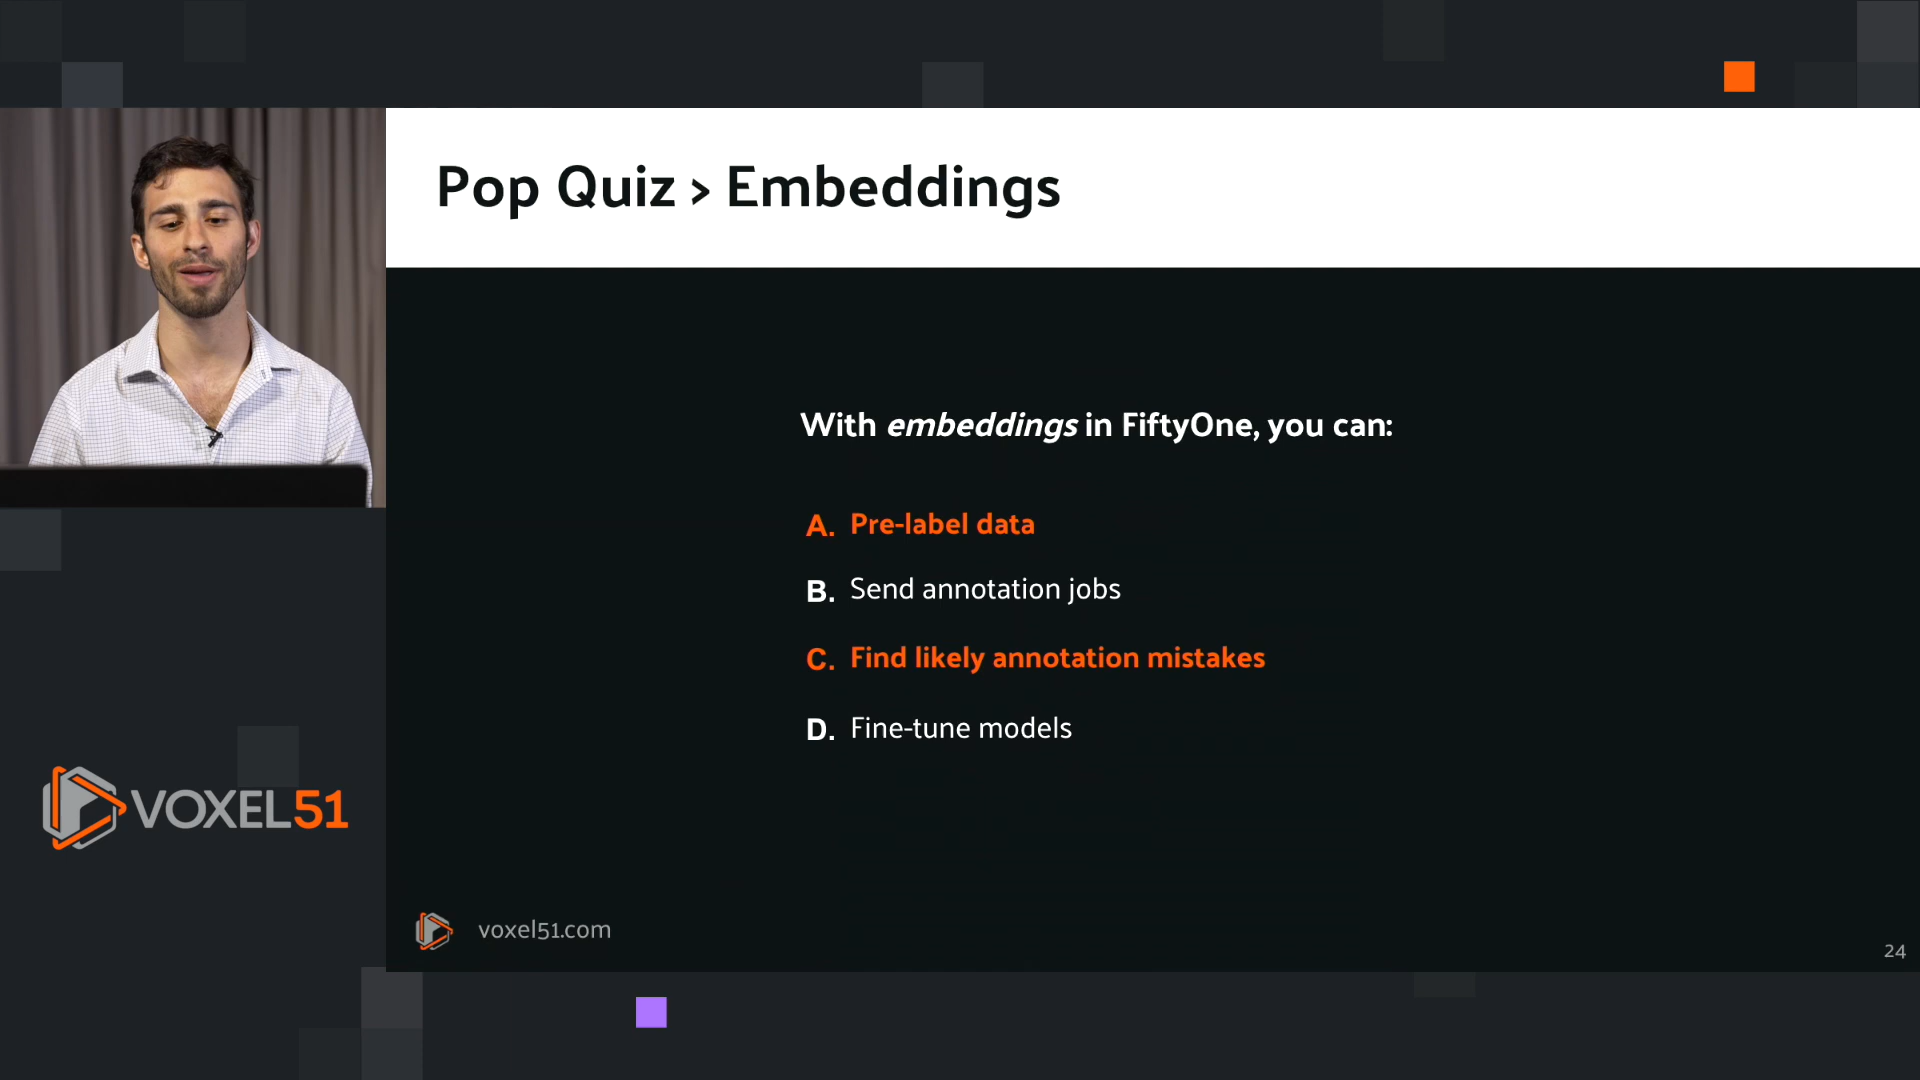 Pop Quiz > Embeddings
With embeddings in FiftyOne, you can:
A. Pre-label data
B. Send annotation jobs
C. Find likely annotation mistakes
D. Fine-tune models
VOXEL51
voxel51.com
24